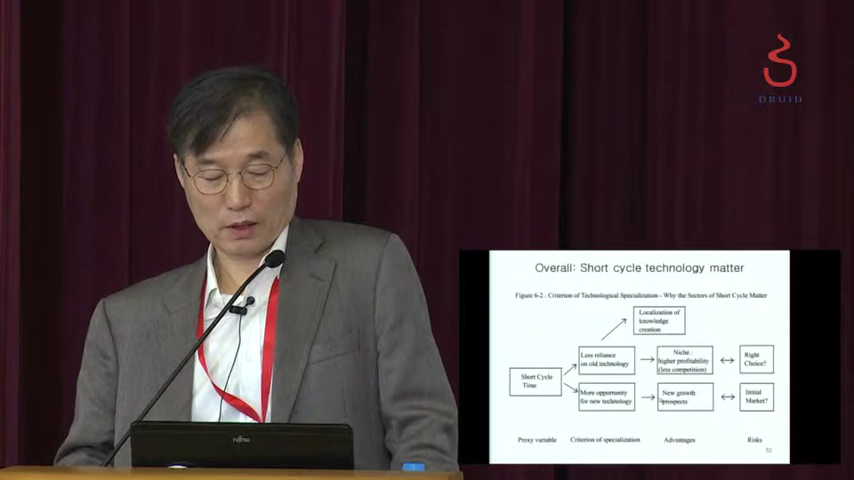 DRUID
Overall: Short cycle technology matter
Figure 6-2 : Criterion of Technological Specialization - Why the Sectors of Short Cycle Matter
Localization of
knowledge
creation
Less reliance
on old technology
Niche :
higher profitability
(less competition)
Right
Choice?
Short Cycle
Time
More opportunity
for new technology
New growth
prospects
Initial
Market?
Proxy variable
Criterion of specialization
Advantages
Risks
52
FUJITSU